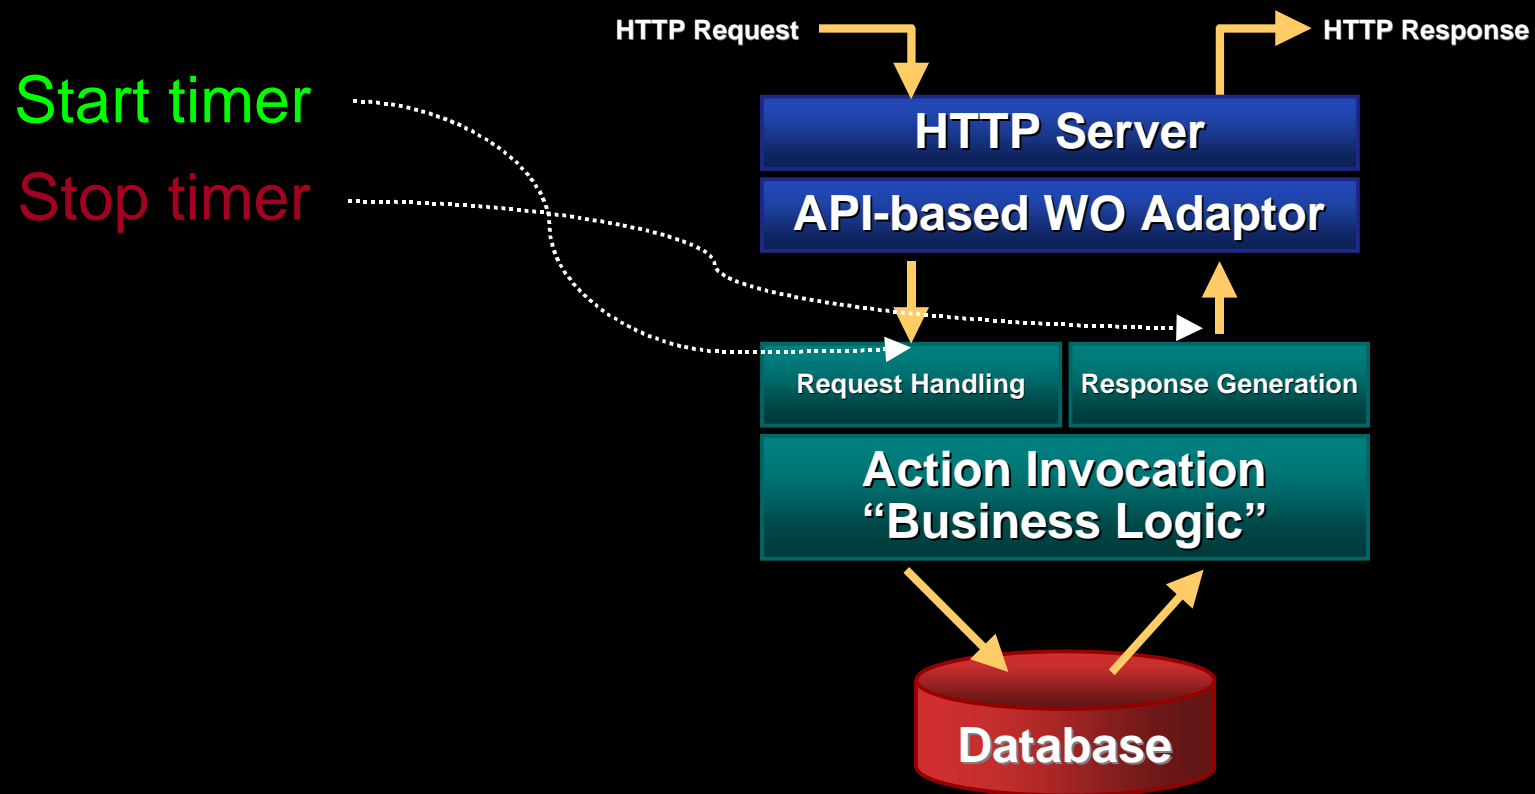 HTTP Request
HTTP Response
Start timer
Stop timer
HTTP Server
API-based WO Adaptor
Request Handling
Response Generation
Action Invocation
“Business Logic”
Database